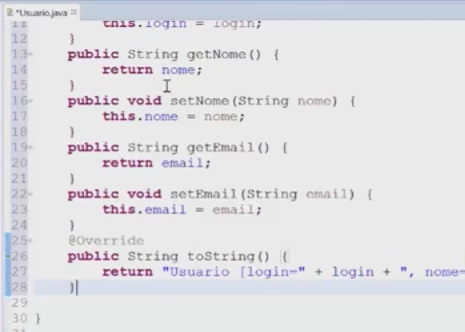 *Usuario.java
11 this.login = login;
12 }
13 public String getNome() {
14 return nome;
15 }
16 public void setNome(String nome) {
17 this.nome = nome;
18 }
19 public String getEmail() {
20 return email;
21 }
22 public void setEmail(String email) {
23 this.email = email;
24 }
25 @Override
26 public String toString() {
27 return "Usuario [login=" + login + ", nome=
28 }
29
30 }